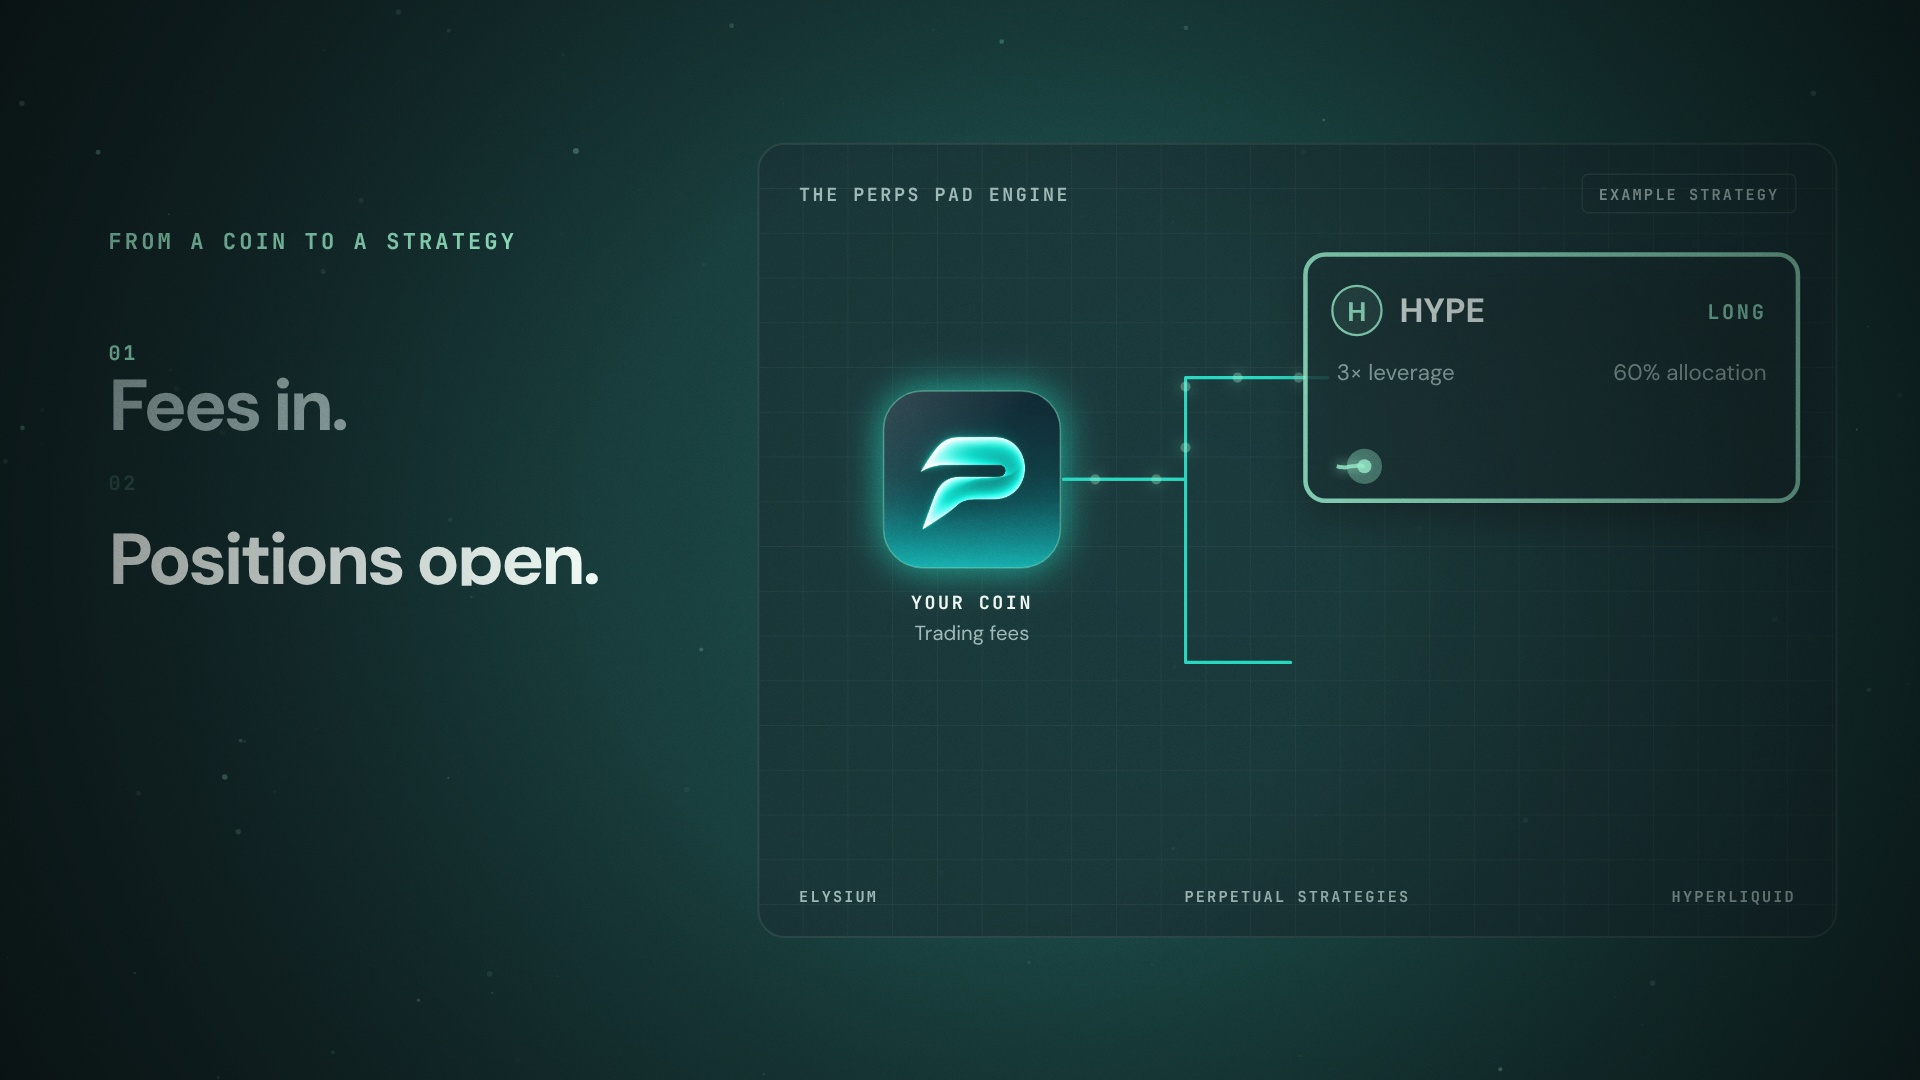 FROM A COIN TO A STRATEGY
01
Fees in.
02
Positions open.
THE PERPS PAD ENGINE
EXAMPLE STRATEGY
H HYPE LONG
3× leverage 60% allocation
YOUR COIN
Trading fees
ELYSIUM PERPETUAL STRATEGIES HYPERLIQUID